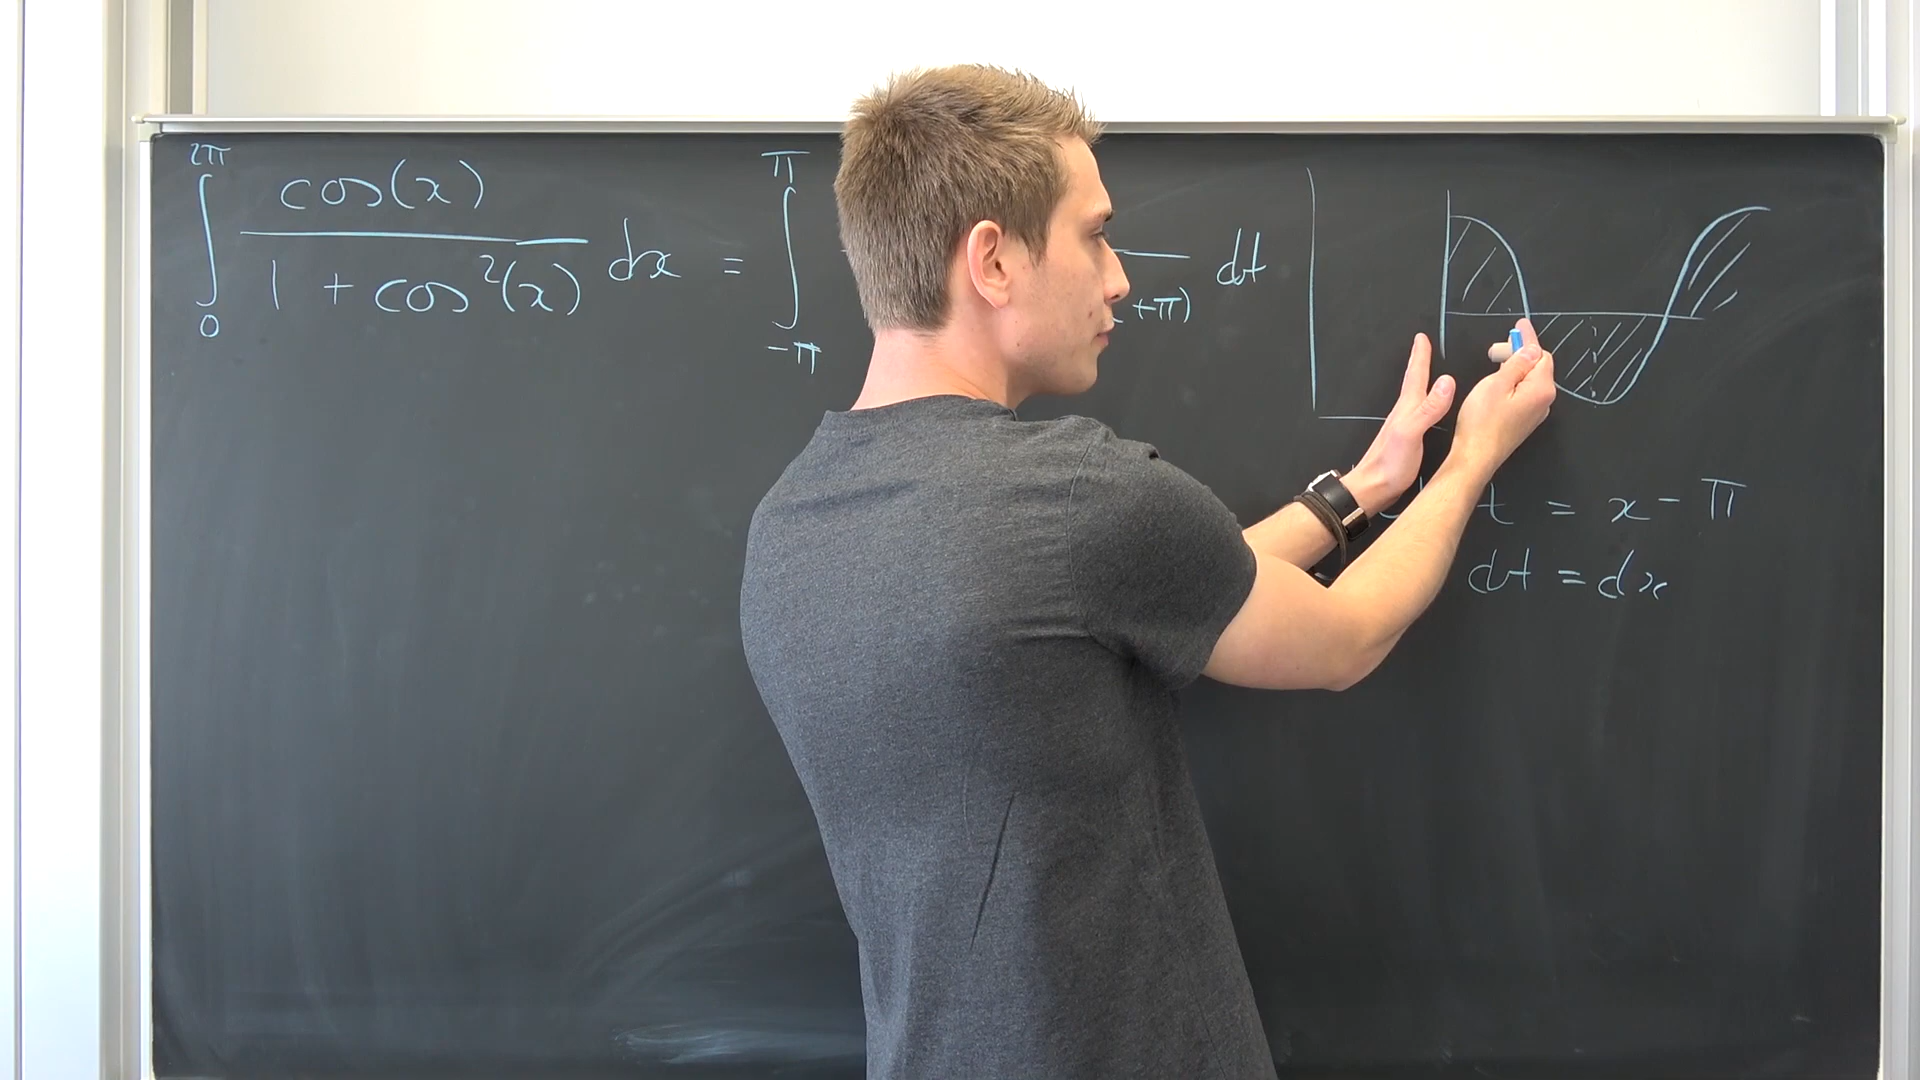 ∫₀^{2π} cos(x) / (1 + cos²(x)) dx = ∫_{-π}^{π} +π) dt
t = x - π
dt = dx